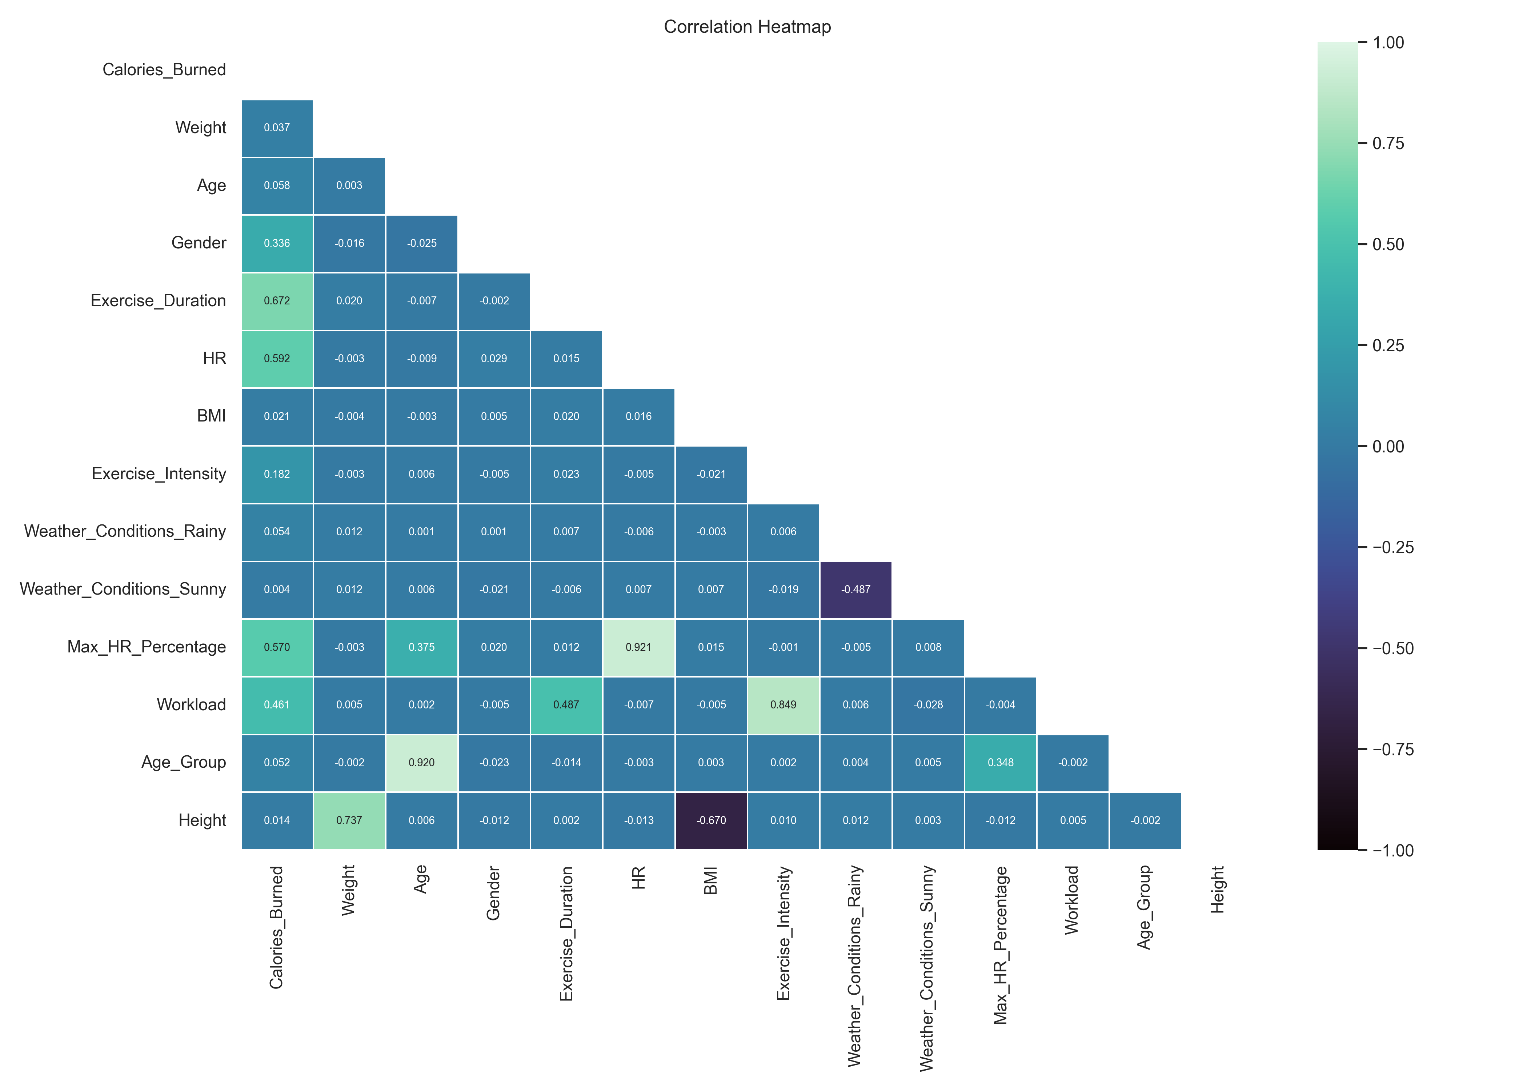 Correlation Heatmap
Calories_Burned
Weight 0.037
Age 0.058 0.003
Gender 0.336 -0.016 -0.025
Exercise_Duration 0.672 0.020 -0.007 -0.002
HR 0.592 -0.003 -0.009 0.029 0.015
BMI 0.021 -0.004 -0.003 0.005 0.020 0.016
Exercise_Intensity 0.182 -0.003 0.006 -0.005 0.023 -0.005 -0.021
Weather_Conditions_Rainy 0.054 0.012 0.001 0.001 0.007 -0.006 -0.003 0.006
Weather_Conditions_Sunny 0.004 0.012 0.006 -0.021 -0.006 0.007 0.007 -0.019 -0.487
Max_HR_Percentage 0.570 -0.003 0.375 0.020 0.012 0.921 0.015 -0.001 -0.005 0.008
Workload 0.461 0.005 0.002 -0.005 0.487 -0.007 -0.005 0.849 0.006 -0.028 -0.004
Age_Group 0.052 -0.002 0.920 -0.023 -0.014 -0.003 0.003 0.002 0.004 0.005 0.348 -0.002
Height 0.014 0.737 0.006 -0.012 0.002 -0.013 -0.670 0.010 0.012 0.003 -0.012 0.005 -0.002
Calories_Burned
Weight
Age
Gender
Exercise_Duration
HR
BMI
Exercise_Intensity
Weather_Conditions_Rainy
Weather_Conditions_Sunny
Max_HR_Percentage
Workload
Age_Group
Height
1.00
0.75
0.50
0.25
0.00
−0.25
−0.50
−0.75
−1.00